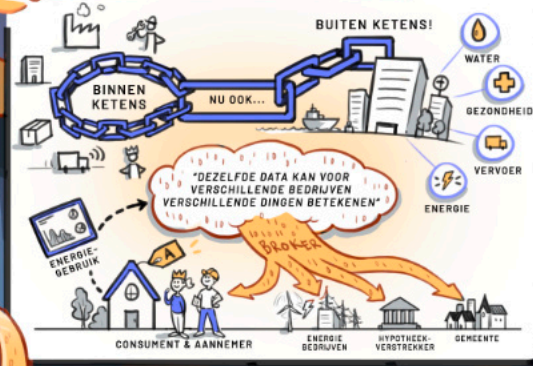 BUITEN KETENS!
BINNEN
KETENS
NU OOK...
WATER
GEZONDHEID
VERVOER
ENERGIE
"DEZELFDE DATA KAN VOOR
VERSCHILLENDE BEDRIJVEN
VERSCHILLENDE DINGEN BETEKENEN"
BROKER
ENERGIE-
GEBRUIK
A
CONSUMENT & AANNEMER
ENERGIE
BEDRIJVEN
HYPOTHEEK-
VERSTREKKER
GEMEENTE